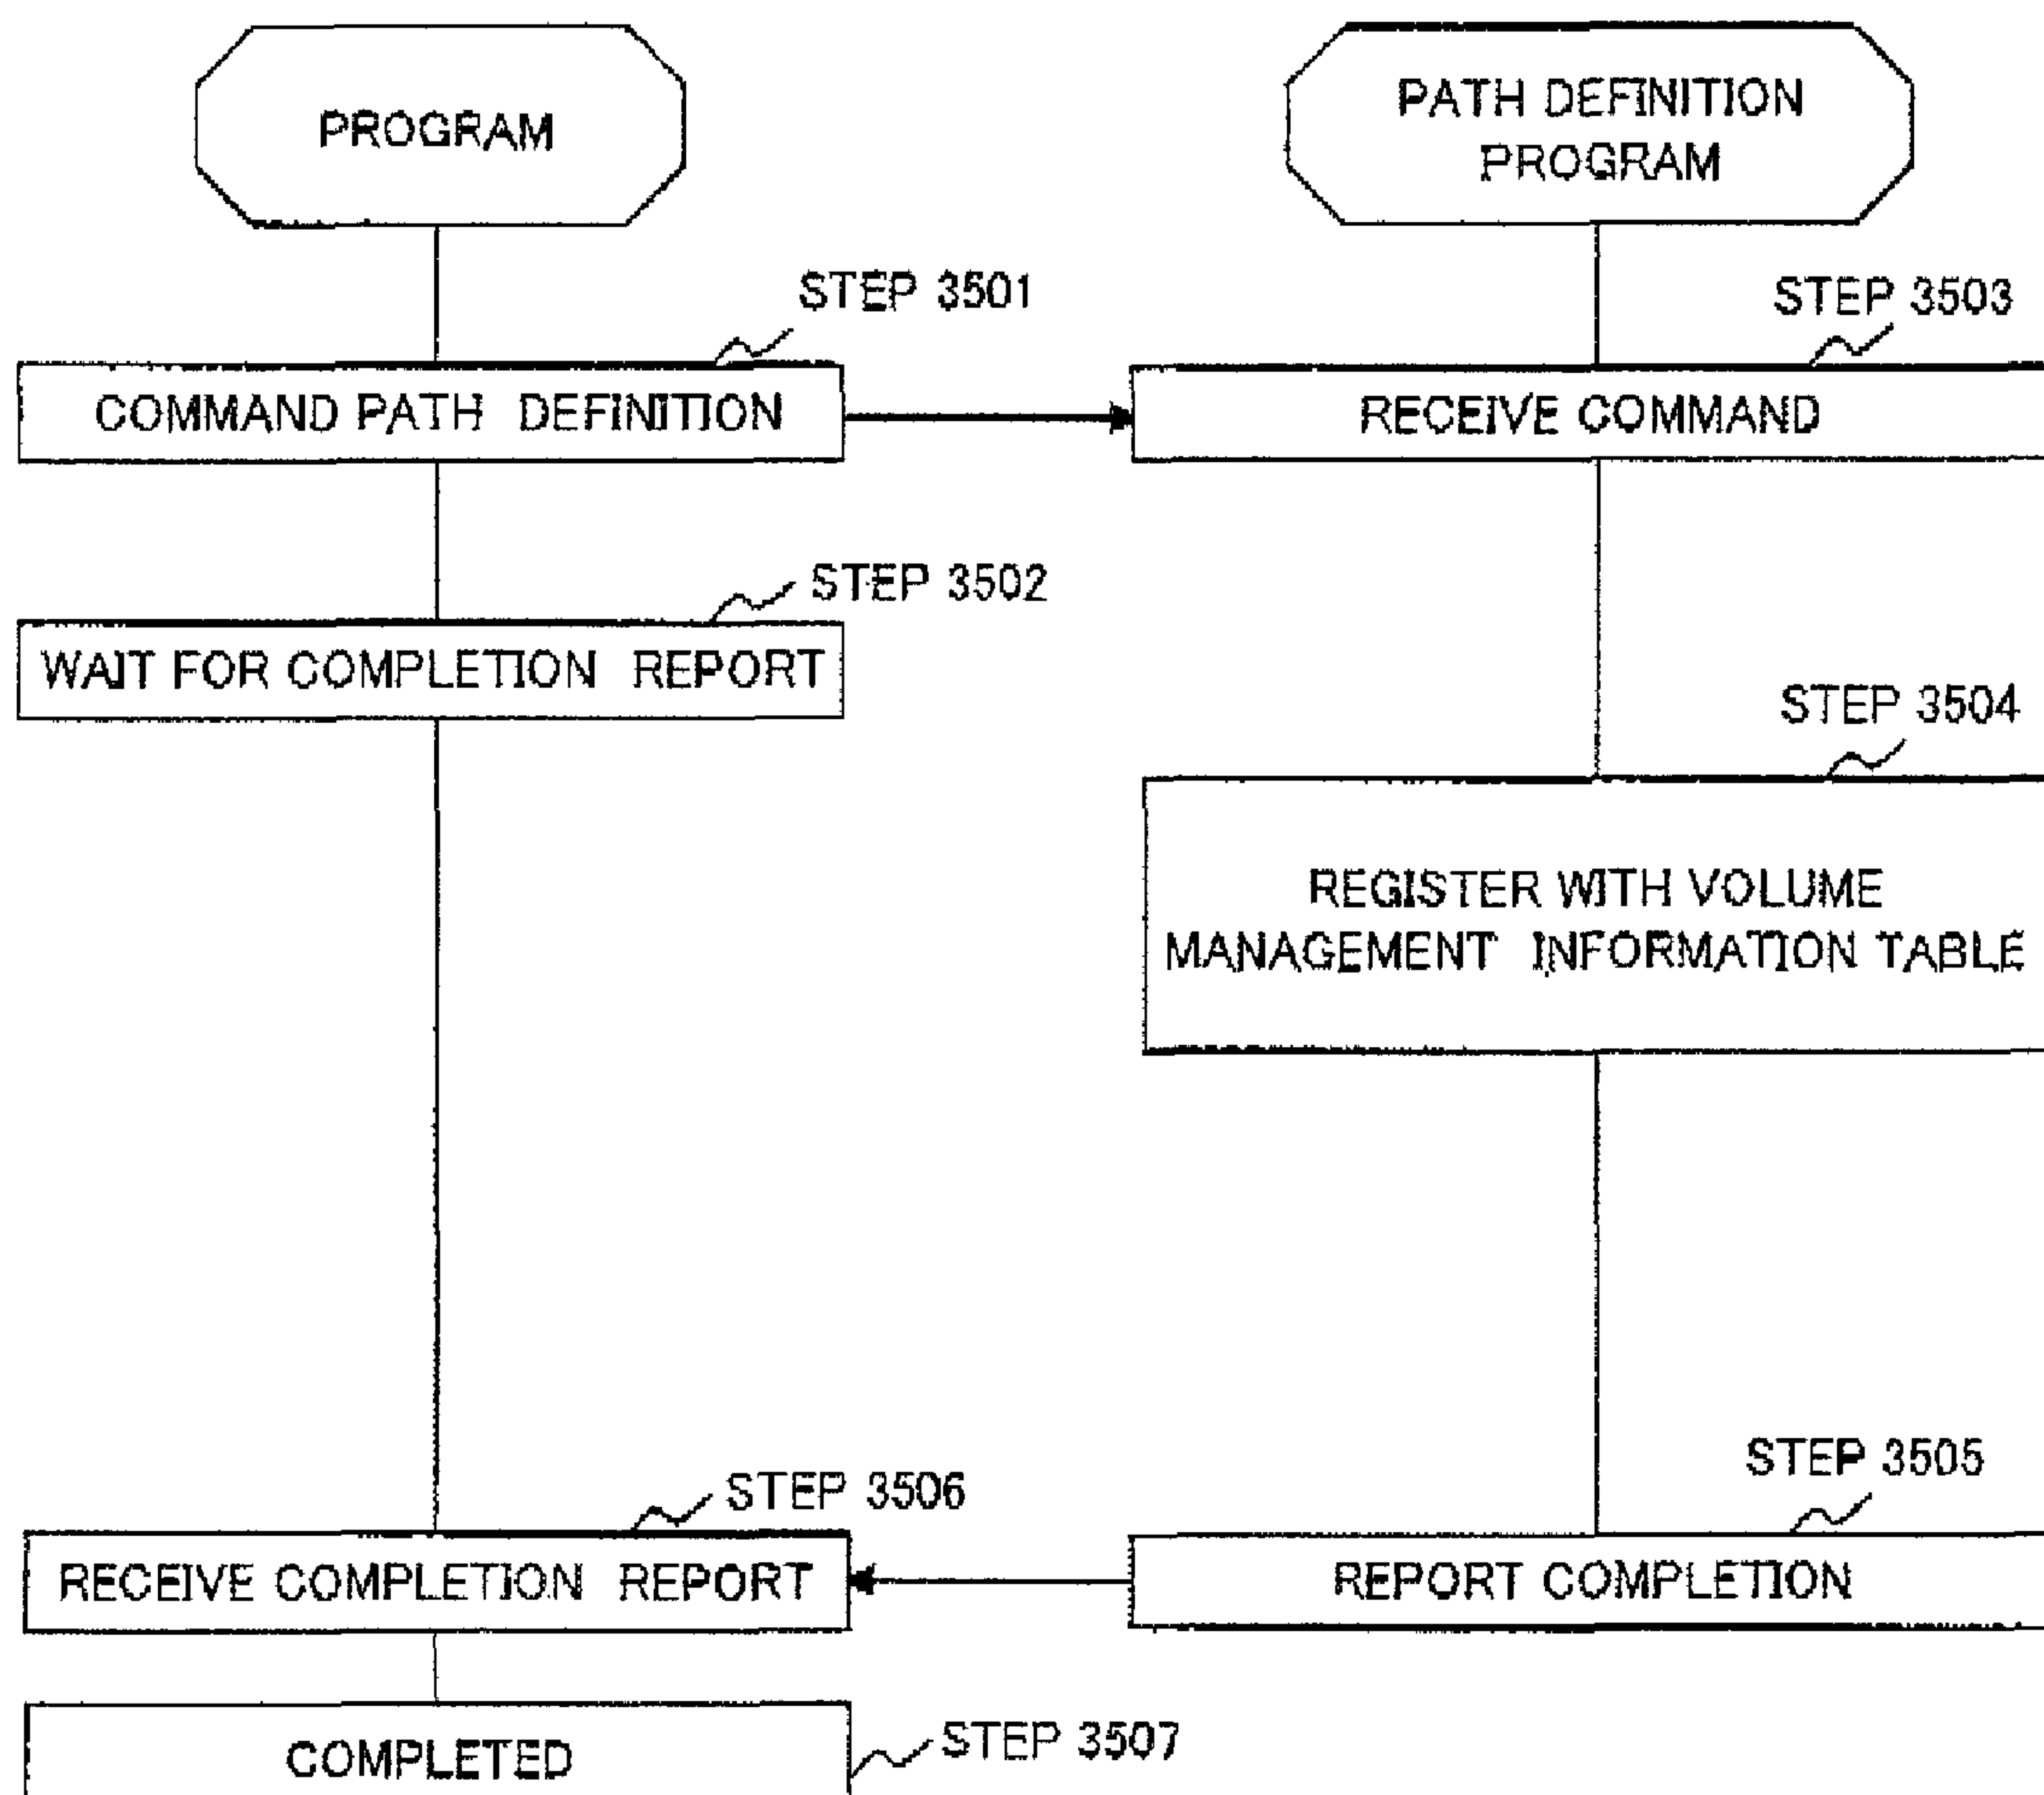 PROGRAM
PATH DEFINITION
PROGRAM
STEP 3501
STEP 3503
COMMAND PATH DEFINITION
RECEIVE COMMAND
STEP 3502
WAIT FOR COMPLETION REPORT
STEP 3504
REGISTER WITH VOLUME
MANAGEMENT INFORMATION TABLE
STEP 3505
STEP 3506
RECEIVE COMPLETION REPORT
REPORT COMPLETION
COMPLETED
STEP 3507